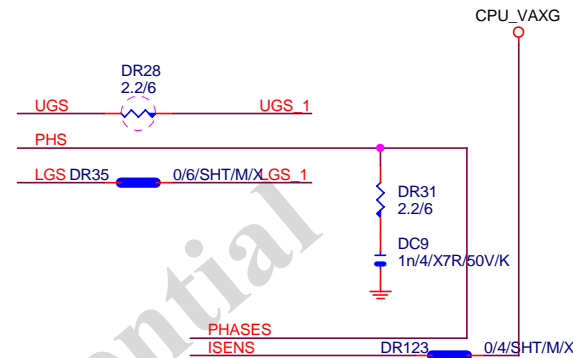 CPU_VAXG
DR28
2.2/6
UGS
UGS_1
PHS
LGS
DR35
0/6/SHT/M/X
LGS_1
DR31
2.2/6
DC9
1n/4/X7R/50V/K
PHASES
ISENS
DR123
0/4/SHT/M/X
ential